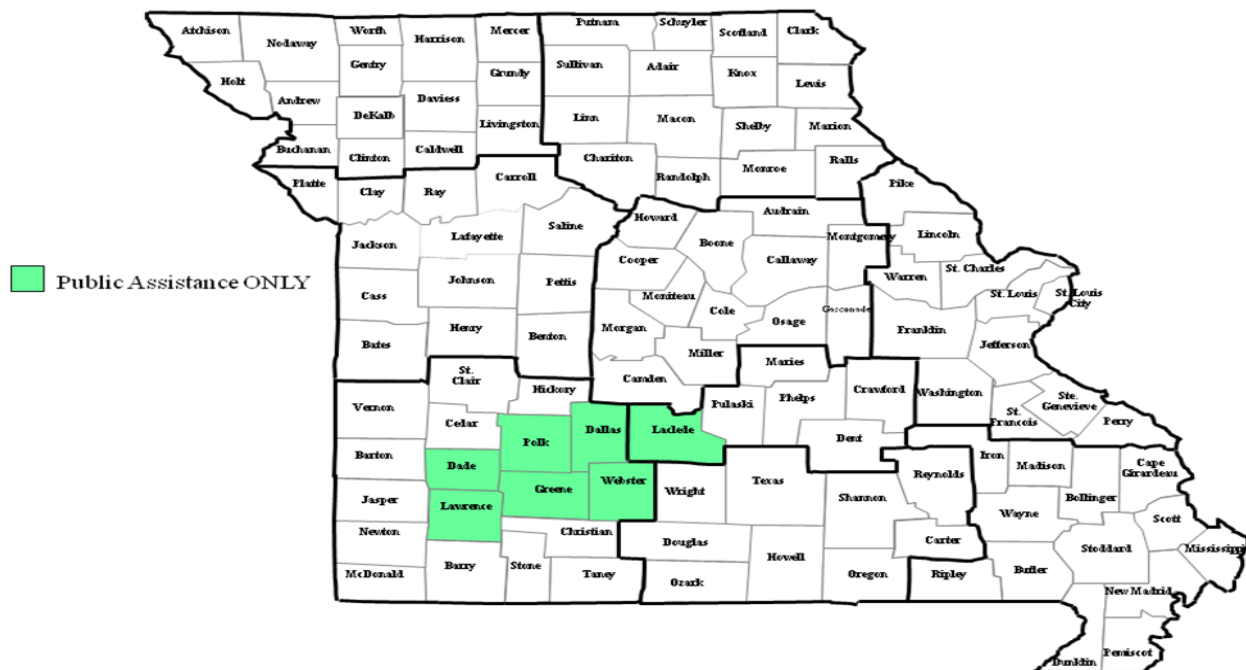 Atchison
Nodaway
Worth
Harrison
Mercer
Putnam
Schuyler
Scotland
Clark
Holt
Gentry
Grundy
Sullivan
Adair
Knox
Lewis
Andrew
DeKalb
Daviess
Livingston
Linn
Macon
Shelby
Marion
Buchanan
Clinton
Caldwell
Chariton
Randolph
Monroe
Ralls
Platte
Clay
Ray
Carroll
Pike
Howard
Audrain
Jackson
Lafayette
Saline
Boone
Montgomery
Lincoln
Public Assistance ONLY
Cooper
Callaway
Warren
St. Charles
Cass
Johnson
Pettis
Moniteau
Cole
Osage
Gasconade
St. Louis
St. Louis
City
Bates
Henry
Benton
Morgan
Miller
Franklin
Jefferson
St.
Clair
Hickory
Camden
Maries
Pulaski
Phelps
Crawford
Washington
St.
Francois
Ste.
Genevieve
Perry
Vernon
Cedar
Polk
Dallas
Laclede
Dent
Iron
Madison
Cape
Girardeau
Barton
Dade
Greene
Webster
Wright
Texas
Shannon
Reynolds
Bollinger
Jasper
Lawrence
Wayne
Scott
Newton
Christian
Douglas
Howell
Carter
Stoddard
Mississippi
McDonald
Barry
Stone
Taney
Ozark
Oregon
Ripley
Butler
New Madrid
Dunklin
Pemiscot